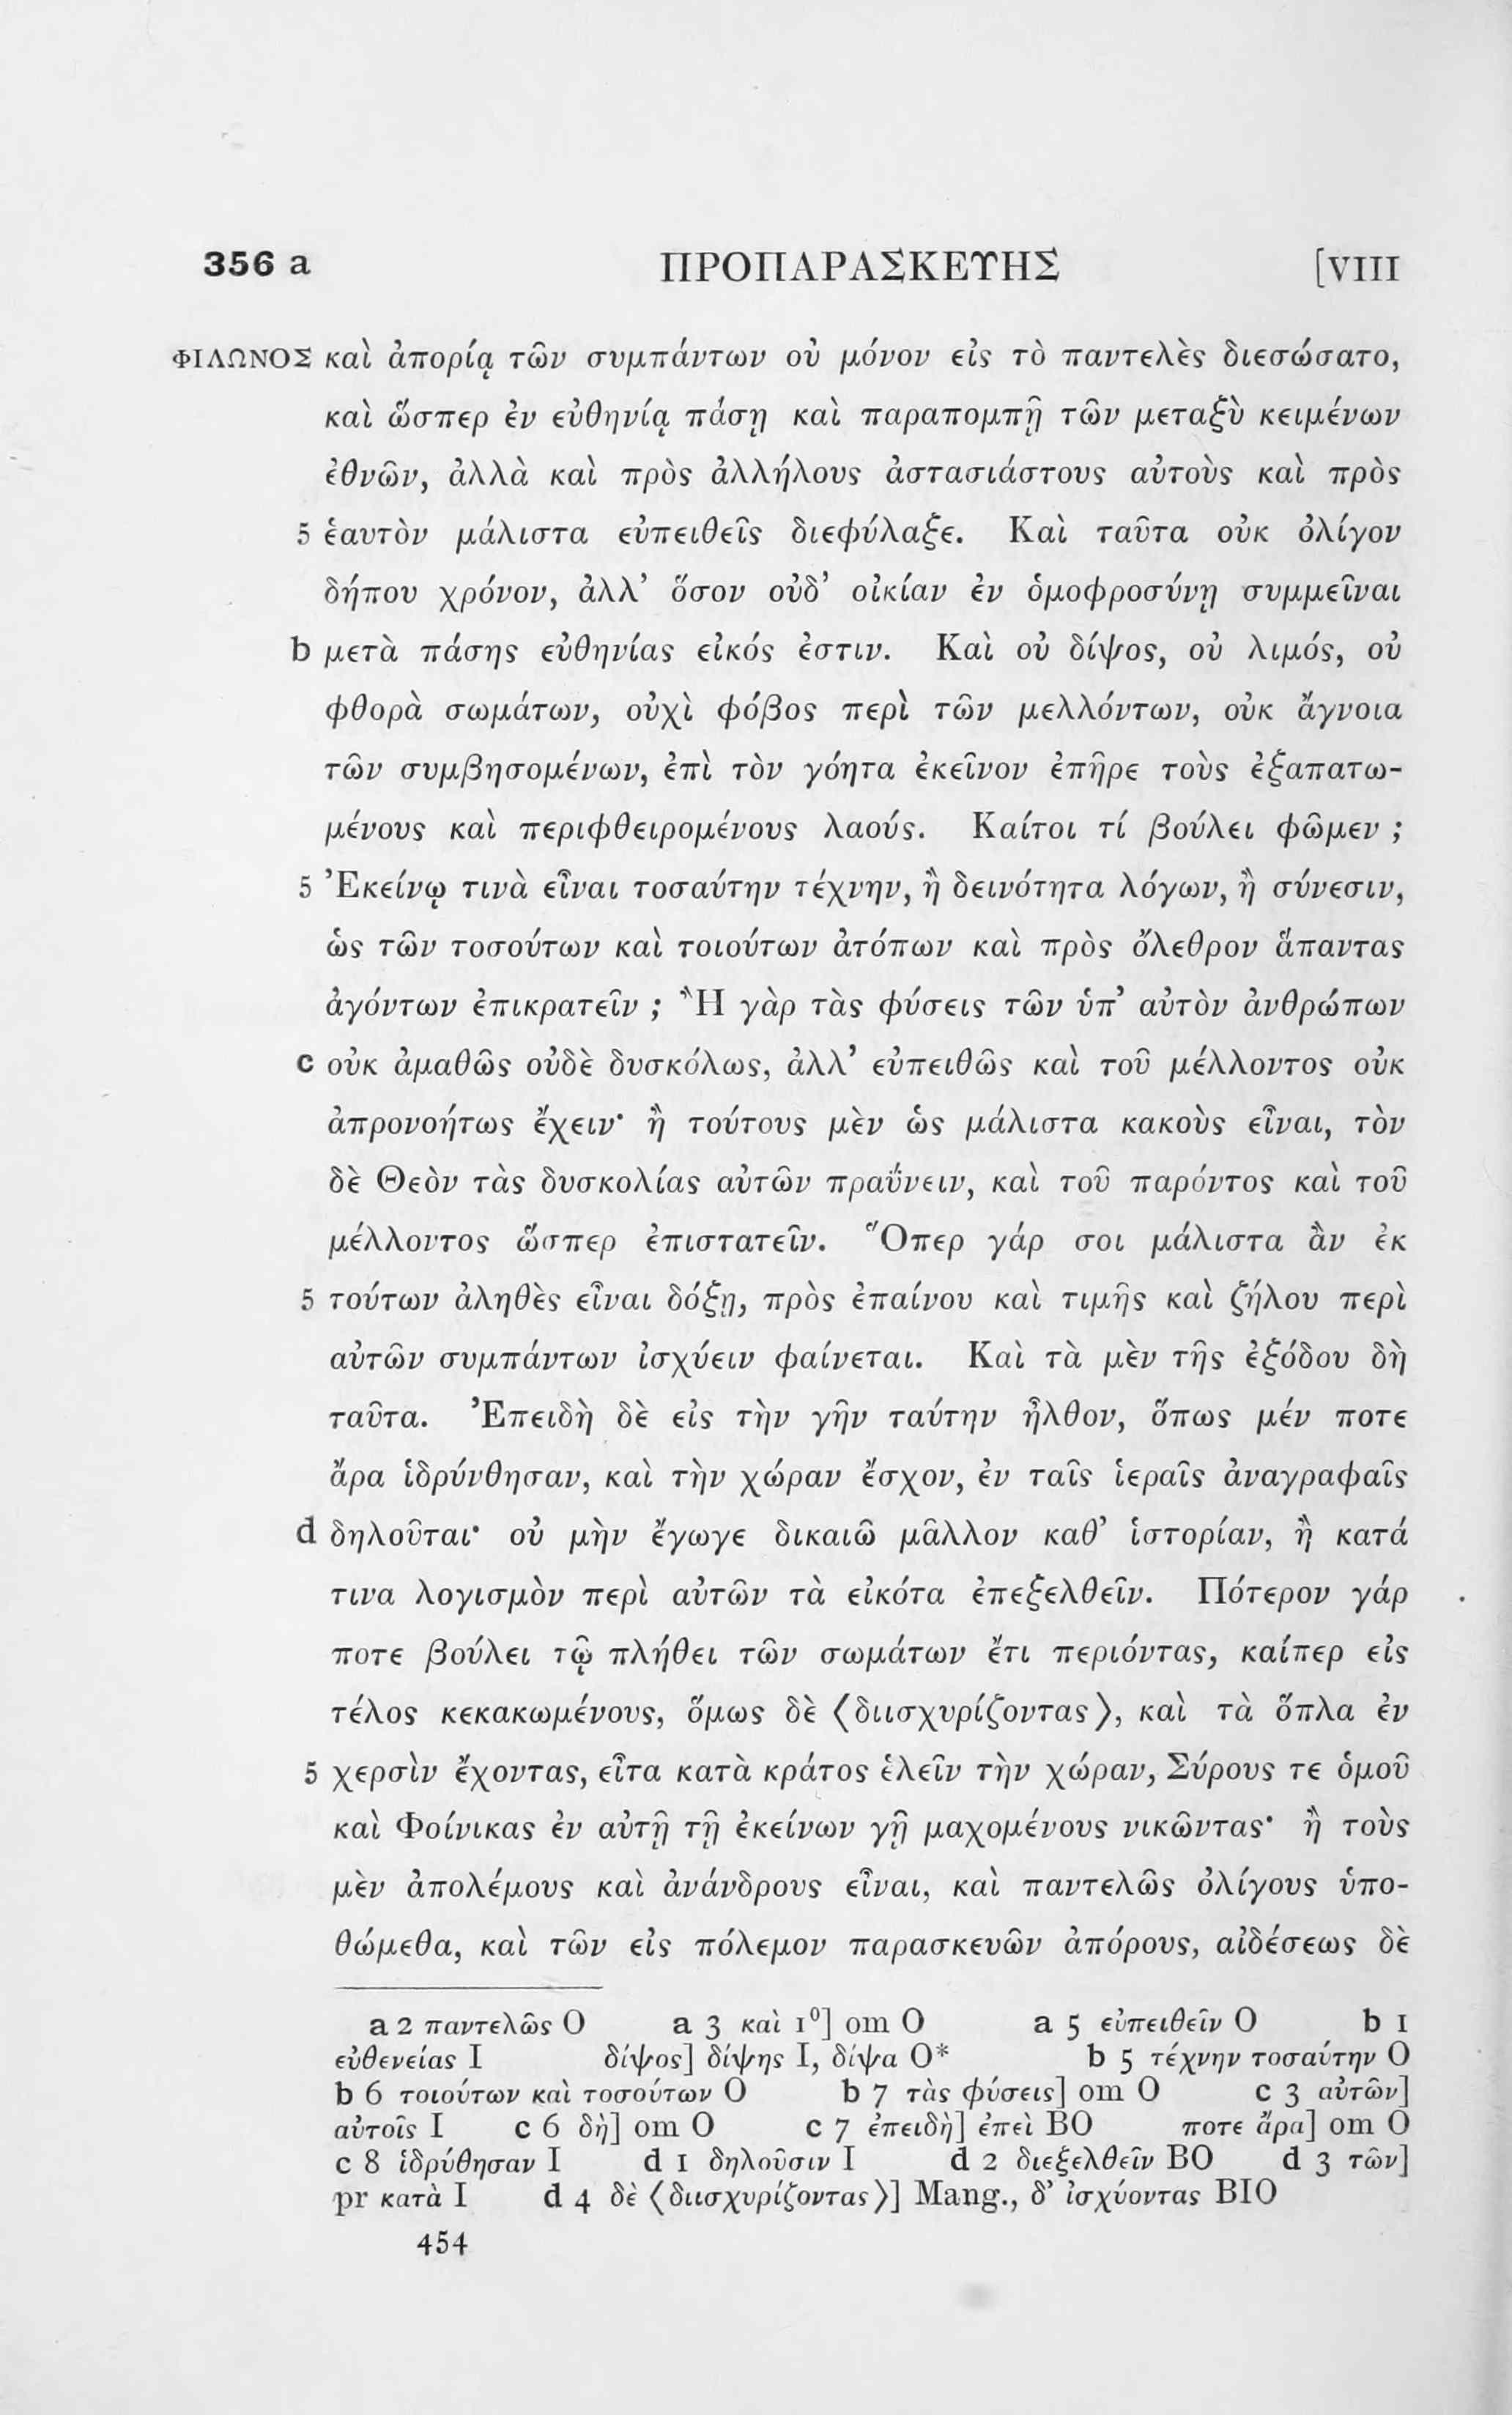 356 a ΠΡΟΠΑΡΑΣΚΕΥΗΣ [VIII
ΦΙΛΩΝΟΣ καὶ ἀπορίᾳ τῶν συμπάντων οὐ μόνον εἰς τὸ παντελὲς διεσώσατο,
καὶ ὥσπερ ἐν εὐθηνίᾳ πάσῃ καὶ παραπομπῇ τῶν μεταξὺ κειμένων
ἐθνῶν, ἀλλὰ καὶ πρὸς ἀλλήλους ἀστασιάστους αὐτοὺς καὶ πρὸς
5 ἑαυτὸν μάλιστα εὐπειθεῖς διεφύλαξε. Καὶ ταῦτα οὐκ ὀλίγον
δήπου χρόνον, ἀλλ’ ὅσον οὐδ’ οἰκίαν ἐν ὁμοφροσύνῃ συμμεῖναι
b μετὰ πάσης εὐθηνίας εἰκός ἐστιν. Καὶ οὐ δίψος, οὐ λιμός, οὐ
φθορὰ σωμάτων, οὐχὶ φόβος περὶ τῶν μελλόντων, οὐκ ἄγνοια
τῶν συμβησομένων, ἐπὶ τὸν γόητα ἐκεῖνον ἐπῆρε τοὺς ἐξαπατω-
μένους καὶ περιφθειρομένους λαούς. Καίτοι τί βούλει φῶμεν ;
5 Ἐκείνῳ τινὰ εἶναι τοσαύτην τέχνην, ἢ δεινότητα λόγων, ἢ σύνεσιν,
ὡς τῶν τοσούτων καὶ τοιούτων ἀτόπων καὶ πρὸς ὄλεθρον ἅπαντας
ἀγόντων ἐπικρατεῖν ; Ἢ γὰρ τὰς φύσεις τῶν ὑπ’ αὐτὸν ἀνθρώπων
c οὐκ ἀμαθῶς οὐδὲ δυσκόλως, ἀλλ’ εὐπειθῶς καὶ τοῦ μέλλοντος οὐκ
ἀπρονοήτως ἔχειν· ἢ τούτους μὲν ὡς μάλιστα κακοὺς εἶναι, τὸν
δὲ Θεὸν τὰς δυσκολίας αὐτῶν πραΰνειν, καὶ τοῦ παρόντος καὶ τοῦ
μέλλοντος ὥσπερ ἐπιστατεῖν. Ὅπερ γάρ σοι μάλιστα ἂν ἐκ
5 τούτων ἀληθὲς εἶναι δόξῃ, πρὸς ἐπαίνου καὶ τιμῆς καὶ ζήλου περὶ
αὐτῶν συμπάντων ἰσχύειν φαίνεται. Καὶ τὰ μὲν τῆς ἐξόδου δὴ
ταῦτα. Ἐπειδὴ δὲ εἰς τὴν γῆν ταύτην ἦλθον, ὅπως μέν ποτε
ἄρα ἱδρύνθησαν, καὶ τὴν χώραν ἔσχον, ἐν ταῖς ἱεραῖς ἀναγραφαῖς
d δηλοῦται· οὐ μὴν ἔγωγε δικαιῶ μᾶλλον καθ’ ἱστορίαν, ἢ κατά
τινα λογισμὸν περὶ αὐτῶν τὰ εἰκότα ἐπεξελθεῖν. Πότερον γάρ
ποτε βούλει τῷ πλήθει τῶν σωμάτων ἔτι περιόντας, καίπερ εἰς
τέλος κεκακωμένους, ὅμως δὲ ⟨διισχυρίζοντας⟩, καὶ τὰ ὅπλα ἐν
5 χερσὶν ἔχοντας, εἶτα κατὰ κράτος ἑλεῖν τὴν χώραν, Σύρους τε ὁμοῦ
καὶ Φοίνικας ἐν αὐτῇ τῇ ἐκείνων γῇ μαχομένους νικῶντας· ἢ τοὺς
μὲν ἀπολέμους καὶ ἀνάνδρους εἶναι, καὶ παντελῶς ὀλίγους ὑπο-
θώμεθα, καὶ τῶν εἰς πόλεμον παρασκευῶν ἀπόρους, αἰδέσεως δὲ
a 2 παντελῶς O a 3 καὶ 1⁰] om O a 5 εὐπειθεῖν O b 1
εὐθενείας I δίψος] δίψης I, δίψα O* b 5 τέχνην τοσαύτην O
b 6 τοιούτων καὶ τοσούτων O b 7 τὰς φύσεις] om O c 3 αὐτῶν]
αὐτοῖς I c 6 δὴ] om O c 7 ἐπειδὴ] ἐπεὶ BO ποτε ἄρα] om O
c 8 ἱδρύθησαν I d 1 δηλοῦσιν I d 2 διεξελθεῖν BO d 3 τῶν]
pr κατὰ I d 4 δὲ ⟨διισχυρίζοντας⟩] Mang., δ’ ἰσχύοντας BIO
454